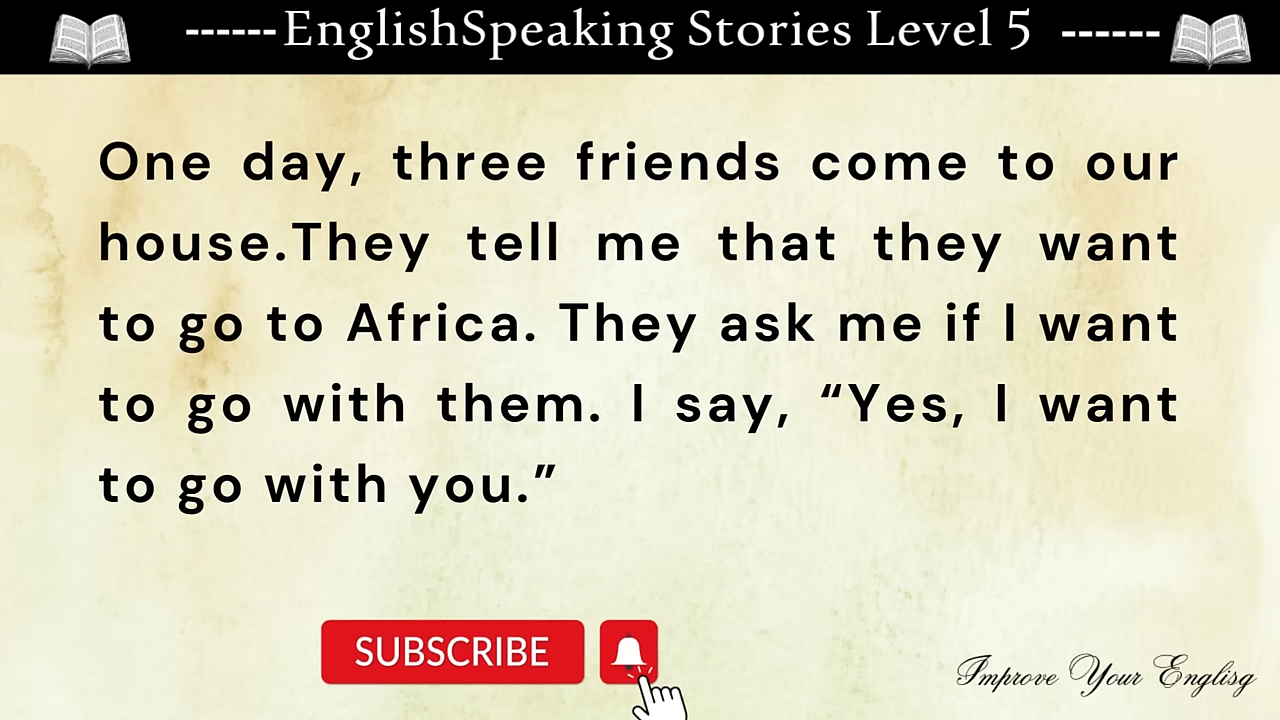 ------EnglishSpeaking Stories Level 5 ------
One day, three friends come to our
house.They tell me that they want
to go to Africa. They ask me if I want
to go with them. I say, “Yes, I want
to go with you.”
SUBSCRIBE
Improve Your Englisg